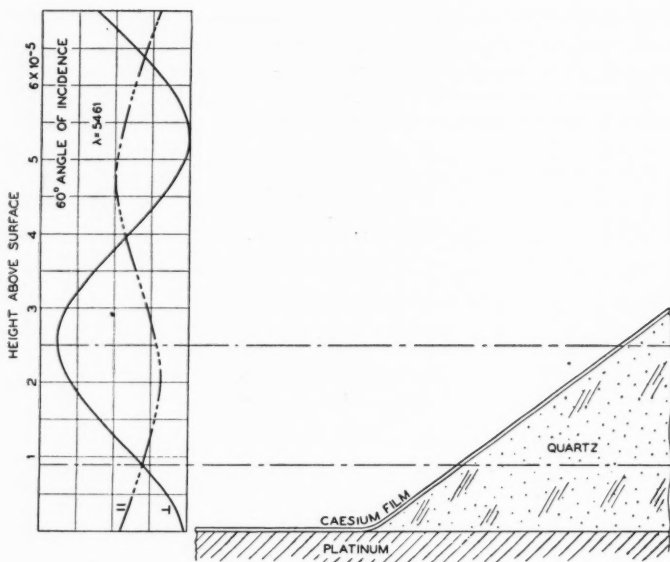 HEIGHT ABOVE SURFACE
1
2
3
4
5
6 X 10⁻⁵
60° ANGLE OF INCIDENCE
λ=5461
||
⊥
CAESIUM FILM
QUARTZ
PLATINUM